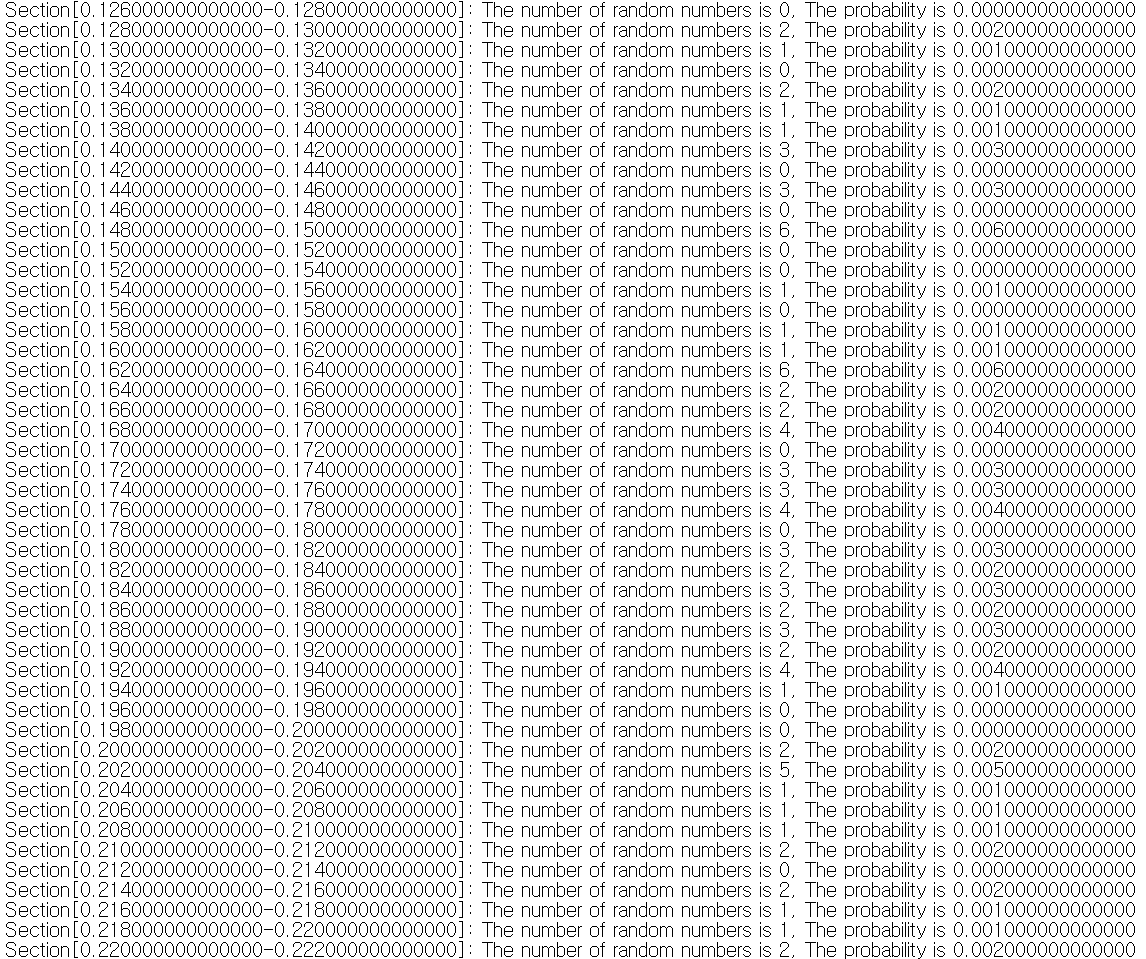 Section[0.126000000000000-0.128000000000000]: The number of random numbers is 0, The probability is 0.000000000000000
Section[0.128000000000000-0.130000000000000]: The number of random numbers is 2, The probability is 0.002000000000000
Section[0.130000000000000-0.132000000000000]: The number of random numbers is 1, The probability is 0.001000000000000
Section[0.132000000000000-0.134000000000000]: The number of random numbers is 0, The probability is 0.000000000000000
Section[0.134000000000000-0.136000000000000]: The number of random numbers is 2, The probability is 0.002000000000000
Section[0.136000000000000-0.138000000000000]: The number of random numbers is 1, The probability is 0.001000000000000
Section[0.138000000000000-0.140000000000000]: The number of random numbers is 1, The probability is 0.001000000000000
Section[0.140000000000000-0.142000000000000]: The number of random numbers is 3, The probability is 0.003000000000000
Section[0.142000000000000-0.144000000000000]: The number of random numbers is 0, The probability is 0.000000000000000
Section[0.144000000000000-0.146000000000000]: The number of random numbers is 3, The probability is 0.003000000000000
Section[0.146000000000000-0.148000000000000]: The number of random numbers is 0, The probability is 0.000000000000000
Section[0.148000000000000-0.150000000000000]: The number of random numbers is 6, The probability is 0.006000000000000
Section[0.150000000000000-0.152000000000000]: The number of random numbers is 0, The probability is 0.000000000000000
Section[0.152000000000000-0.154000000000000]: The number of random numbers is 0, The probability is 0.000000000000000
Section[0.154000000000000-0.156000000000000]: The number of random numbers is 1, The probability is 0.001000000000000
Section[0.156000000000000-0.158000000000000]: The number of random numbers is 0, The probability is 0.000000000000000
Section[0.158000000000000-0.160000000000000]: The number of random numbers is 1, The probability is 0.001000000000000
Section[0.160000000000000-0.162000000000000]: The number of random numbers is 1, The probability is 0.001000000000000
Section[0.162000000000000-0.164000000000000]: The number of random numbers is 6, The probability is 0.006000000000000
Section[0.164000000000000-0.166000000000000]: The number of random numbers is 2, The probability is 0.002000000000000
Section[0.166000000000000-0.168000000000000]: The number of random numbers is 2, The probability is 0.002000000000000
Section[0.168000000000000-0.170000000000000]: The number of random numbers is 4, The probability is 0.004000000000000
Section[0.170000000000000-0.172000000000000]: The number of random numbers is 0, The probability is 0.000000000000000
Section[0.172000000000000-0.174000000000000]: The number of random numbers is 3, The probability is 0.003000000000000
Section[0.174000000000000-0.176000000000000]: The number of random numbers is 3, The probability is 0.003000000000000
Section[0.176000000000000-0.178000000000000]: The number of random numbers is 4, The probability is 0.004000000000000
Section[0.178000000000000-0.180000000000000]: The number of random numbers is 0, The probability is 0.000000000000000
Section[0.180000000000000-0.182000000000000]: The number of random numbers is 3, The probability is 0.003000000000000
Section[0.182000000000000-0.184000000000000]: The number of random numbers is 2, The probability is 0.002000000000000
Section[0.184000000000000-0.186000000000000]: The number of random numbers is 3, The probability is 0.003000000000000
Section[0.186000000000000-0.188000000000000]: The number of random numbers is 2, The probability is 0.002000000000000
Section[0.188000000000000-0.190000000000000]: The number of random numbers is 3, The probability is 0.003000000000000
Section[0.190000000000000-0.192000000000000]: The number of random numbers is 2, The probability is 0.002000000000000
Section[0.192000000000000-0.194000000000000]: The number of random numbers is 4, The probability is 0.004000000000000
Section[0.194000000000000-0.196000000000000]: The number of random numbers is 1, The probability is 0.001000000000000
Section[0.196000000000000-0.198000000000000]: The number of random numbers is 0, The probability is 0.000000000000000
Section[0.198000000000000-0.200000000000000]: The number of random numbers is 0, The probability is 0.000000000000000
Section[0.200000000000000-0.202000000000000]: The number of random numbers is 2, The probability is 0.002000000000000
Section[0.202000000000000-0.204000000000000]: The number of random numbers is 5, The probability is 0.005000000000000
Section[0.204000000000000-0.206000000000000]: The number of random numbers is 1, The probability is 0.001000000000000
Section[0.206000000000000-0.208000000000000]: The number of random numbers is 1, The probability is 0.001000000000000
Section[0.208000000000000-0.210000000000000]: The number of random numbers is 1, The probability is 0.001000000000000
Section[0.210000000000000-0.212000000000000]: The number of random numbers is 2, The probability is 0.002000000000000
Section[0.212000000000000-0.214000000000000]: The number of random numbers is 0, The probability is 0.000000000000000
Section[0.214000000000000-0.216000000000000]: The number of random numbers is 2, The probability is 0.002000000000000
Section[0.216000000000000-0.218000000000000]: The number of random numbers is 1, The probability is 0.001000000000000
Section[0.218000000000000-0.220000000000000]: The number of random numbers is 1, The probability is 0.001000000000000
Section[0.220000000000000-0.222000000000000]: The number of random numbers is 2, The probability is 0.002000000000000